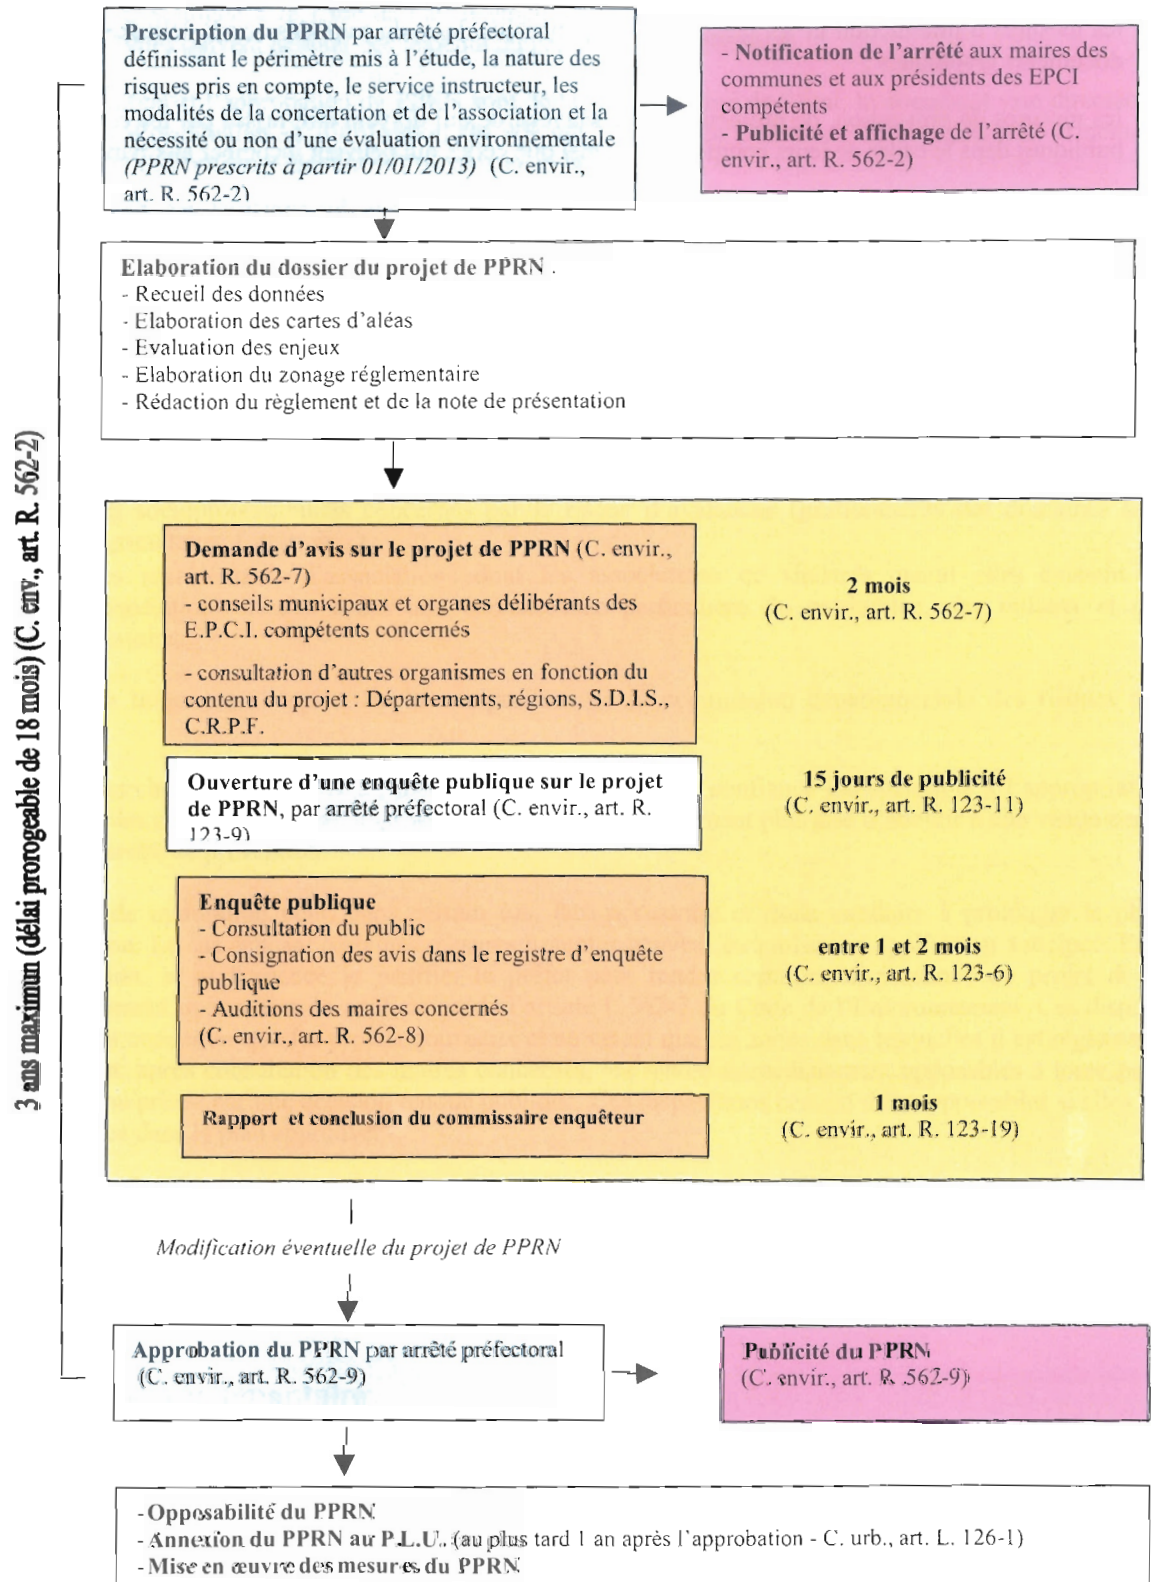 Prescription du PPRN par arrêté préfectoral
définissant le périmètre mis à l'étude, la nature des
risques pris en compte, le service instructeur, les
modalités de la concertation et de l'association et la
nécessité ou non d'une évaluation environnementale
(PPRN prescrits à partir 01/01/2013) (C. envir.,
art. R. 562-2)
- Notification de l'arrêté aux maires des
communes et aux présidents des EPCI
compétents
- Publicité et affichage de l'arrêté (C.
envir., art. R. 562-2)
3 ans maximun (délai prorogeable de 18 mois) (C. env., art. R. 562-2)
Elaboration du dossier du projet de PPRN .
- Recueil des données
- Elaboration des cartes d'aléas
- Evaluation des enjeux
- Elaboration du zonage réglementaire
- Rédaction du règlement et de la note de présentation
Demande d'avis sur le projet de PPRN (C. envir.,
art. R. 562-7)
- conseils municipaux et organes délibérants des
E.P.C.I. compétents concernés
- consultation d'autres organismes en fonction du
contenu du projet : Départements, régions, S.D.I.S.,
C.R.P.F.
2 mois
(C. envir., art. R. 562-7)
Ouverture d'une enquête publique sur le projet
de PPRN, par arrêté préfectoral (C. envir., art. R.
123-9)
15 jours de publicité
(C. envir., art. R. 123-11)
Enquête publique
- Consultation du public
- Consignation des avis dans le registre d'enquête
publique
- Auditions des maires concernés
(C. envir., art. R. 562-8)
entre 1 et 2 mois
(C. envir., art. R. 123-6)
Rapport et conclusion du commissaire enquêteur
1 mois
(C. envir., art. R. 123-19)
Modification éventuelle du projet de PPRN
Approbation du PPRN par arrêté préfectoral
(C. envir., art. R. 562-9)
Publicité du PPRN
(C. envir., art. R. 562-9)
- Opposabilité du PPRN
- Annexion du PPRN au P.L.U. (au plus tard 1 an après l'approbation - C. urb., art. L. 126-1)
- Mise en œuvre des mesures du PPRN